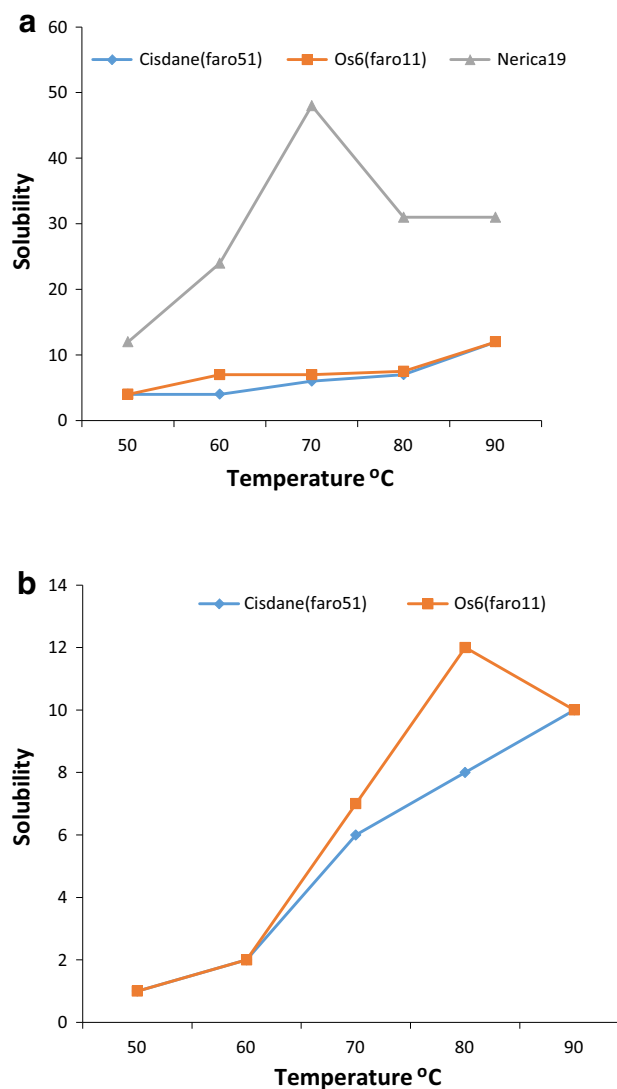 a
60
Cisdane(faro51) Os6(faro11) Nerica19
50
40
30
20
10
0
Solubility
50 60 70 80 90
Temperature ⁰C
b
14
Cisdane(faro51) Os6(faro11)
12
10
8
6
4
2
0
Solubility
50 60 70 80 90
Temperature ⁰C